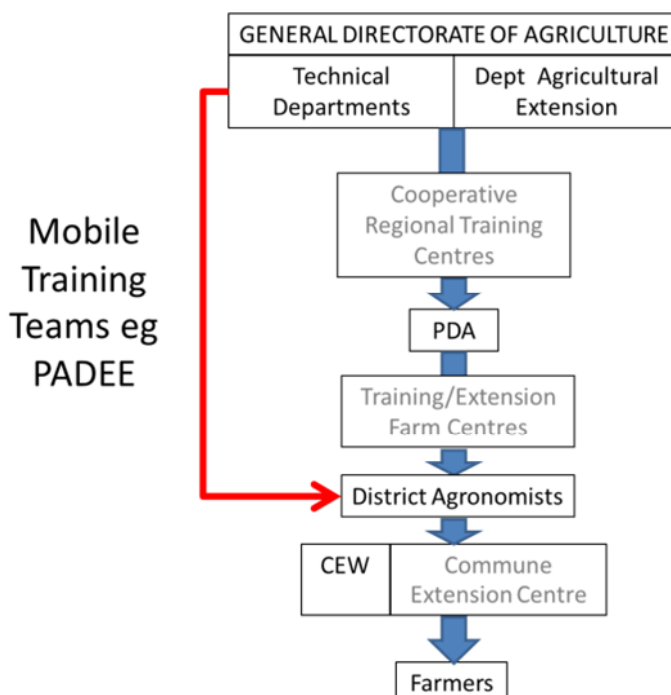 GENERAL DIRECTORATE OF AGRICULTURE
Technical
Departments
Dept Agricultural
Extension
Cooperative
Regional Training
Centres
Mobile
Training
Teams eg
PADEE
PDA
Training/Extension
Farm Centres
District Agronomists
CEW
Commune
Extension Centre
Farmers